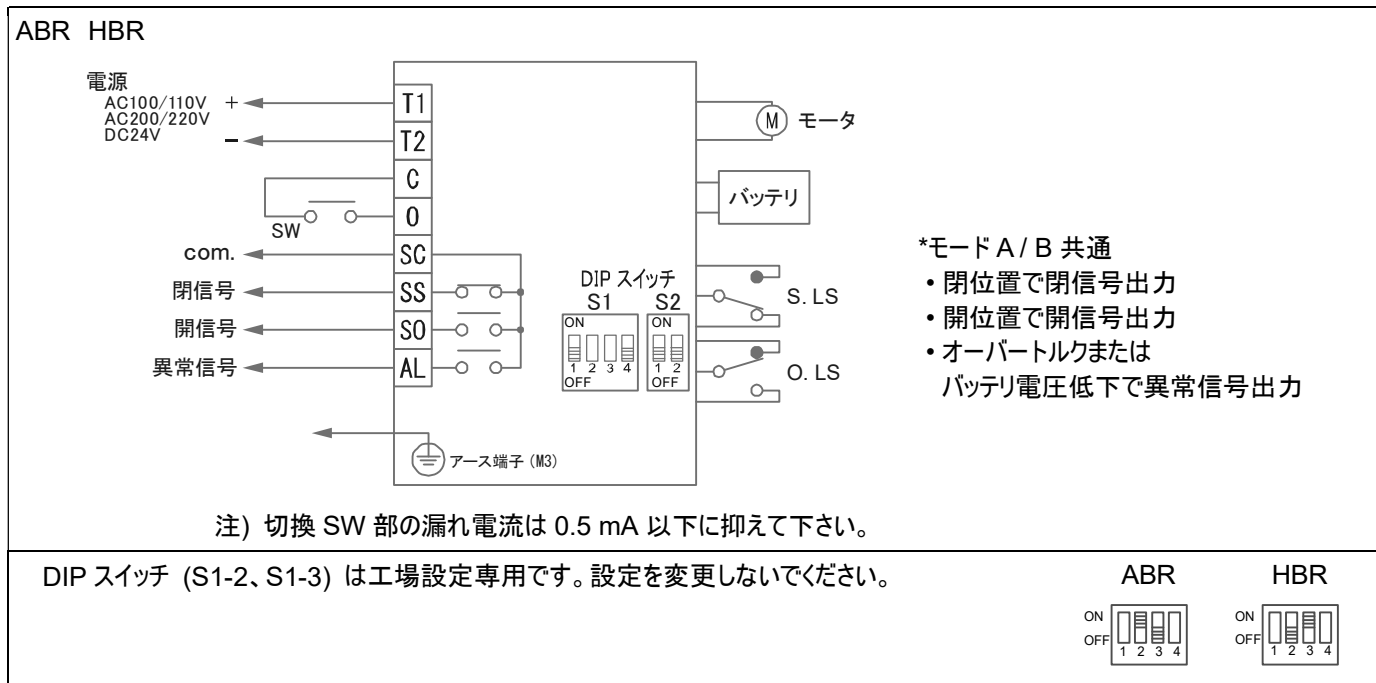 ABR HBR
電源
AC100/110V +
AC200/220V
DC24V −
T1
T2
C
O
SW
com. SC
閉信号 SS
開信号 SO
異常信号 AL
アース端子 (M3)
M モータ
バッテリ
DIP スイッチ
S1 S2
ON ON
1 2 3 4 1 2
OFF OFF
S. LS
O. LS
*モード A / B 共通
• 閉位置で閉信号出力
• 開位置で開信号出力
• オーバートルクまたは
バッテリ電圧低下で異常信号出力
注) 切換 SW 部の漏れ電流は 0.5 mA 以下に抑えて下さい。
DIP スイッチ (S1-2、S1-3) は工場設定専用です。設定を変更しないでください。
ABR HBR
ON ON
OFF OFF
1 2 3 4 1 2 3 4